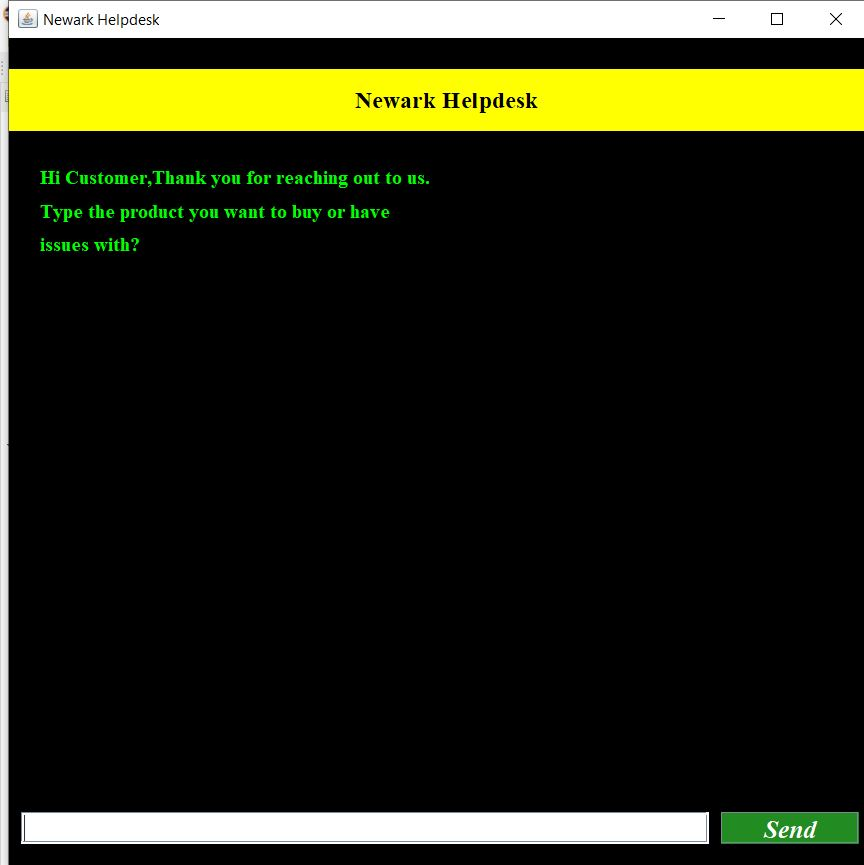 Newark Helpdesk
Newark Helpdesk
Hi Customer,Thank you for reaching out to us.
Type the product you want to buy or have
issues with?
Send